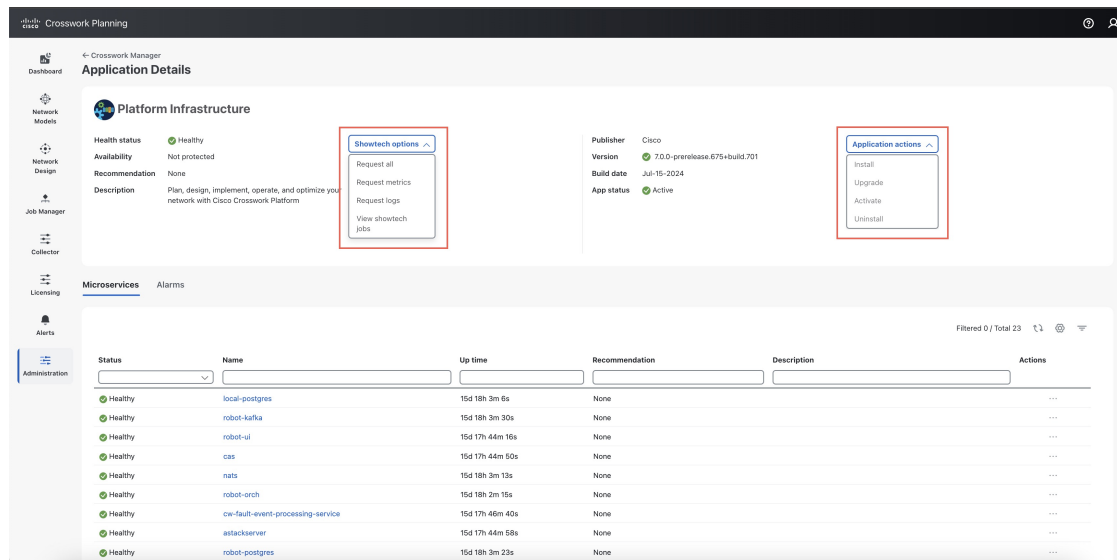 CISCO Crosswork Planning
← Crosswork Manager
Application Details
Dashboard
Network
Models
Network
Design
Job Manager
Collector
Licensing
Alerts
Administration
Platform Infrastructure
Health status Healthy
Availability Not protected
Recommendation None
Description Plan, design, implement, operate, and optimize you
network with Cisco Crosswork Platform
Showtech options
Request all
Request metrics
Request logs
View showtech
jobs
Publisher Cisco
Version 7.0.0-prerelease.675+build.701
Build date Jul-15-2024
App status Active
Application actions
Install
Upgrade
Activate
Uninstall
Microservices Alarms
Filtered 0 / Total 23
Status Name Up time Recommendation Description Actions
Healthy local-postgres 15d 18h 3m 6s None ...
Healthy robot-kafka 15d 18h 3m 30s None ...
Healthy robot-ui 15d 17h 44m 16s None ...
Healthy cas 15d 17h 44m 50s None ...
Healthy nats 15d 18h 3m 13s None ...
Healthy robot-orch 15d 18h 2m 15s None ...
Healthy cw-fault-event-processing-service 15d 17h 46m 40s None ...
Healthy astackserver 15d 17h 44m 58s None ...
Healthy robot-postgres 15d 18h 3m 23s None ...